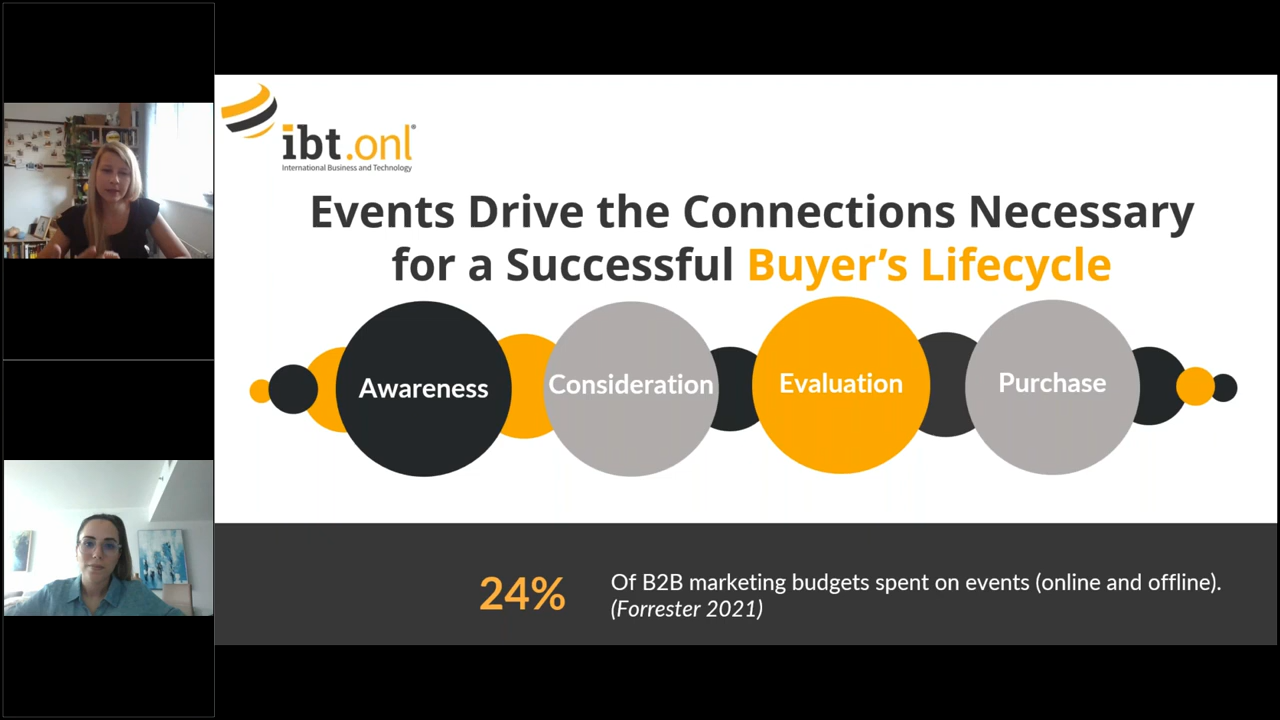 ibt.onl®
International Business and Technology
Events Drive the Connections Necessary
for a Successful Buyer’s Lifecycle
Awareness
Consideration
Evaluation
Purchase
24%
Of B2B marketing budgets spent on events (online and offline).
(Forrester 2021)